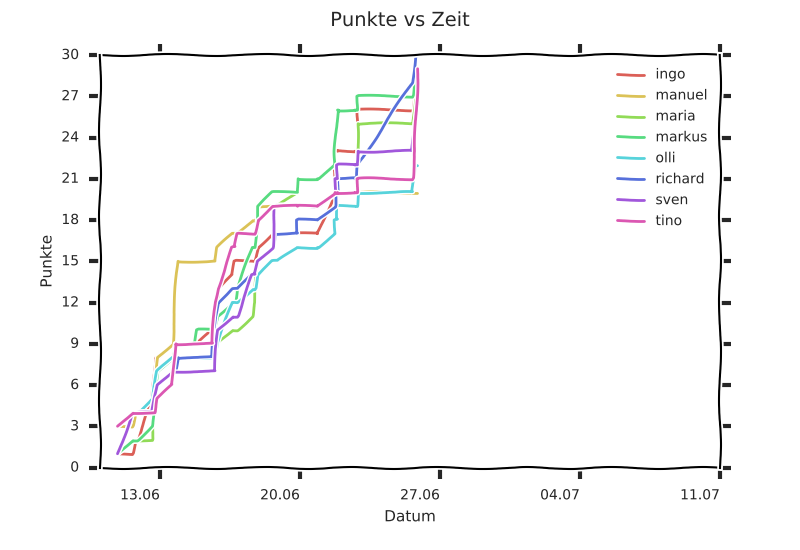 Punkte vs Zeit
30
27
24
21
18
15
12
9
6
3
0
Punkte
ingo
manuel
maria
markus
olli
richard
sven
tino
13.06 20.06 27.06 04.07 11.07
Datum